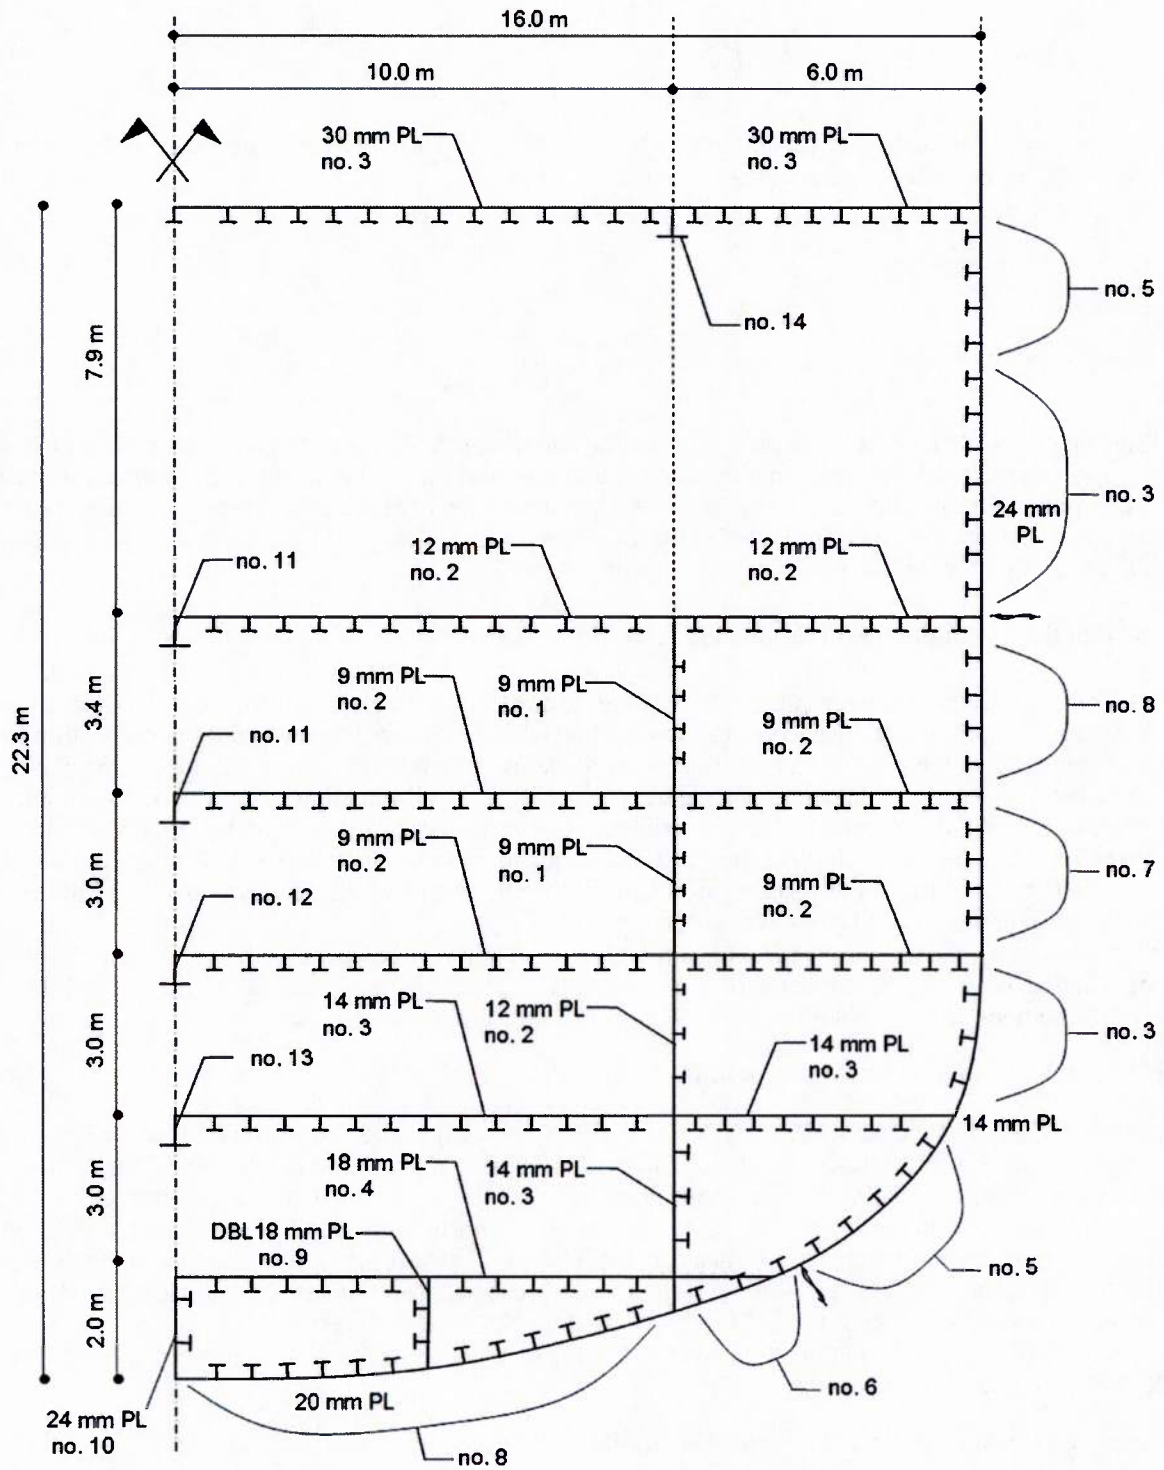 16.0 m
10.0 m
6.0 m
30 mm PL
no. 3
30 mm PL
no. 3
no. 5
no. 14
7.9 m
no. 3
24 mm
PL
no. 11
12 mm PL
no. 2
12 mm PL
no. 2
22.3 m
3.4 m
9 mm PL
no. 2
9 mm PL
no. 1
9 mm PL
no. 2
no. 8
no. 11
3.0 m
9 mm PL
no. 2
9 mm PL
no. 1
9 mm PL
no. 2
no. 7
no. 12
3.0 m
14 mm PL
no. 3
12 mm PL
no. 2
14 mm PL
no. 3
no. 3
no. 13
14 mm PL
3.0 m
18 mm PL
no. 4
14 mm PL
no. 3
DBL18 mm PL
no. 9
no. 5
2.0 m
no. 6
20 mm PL
24 mm PL
no. 10
no. 8